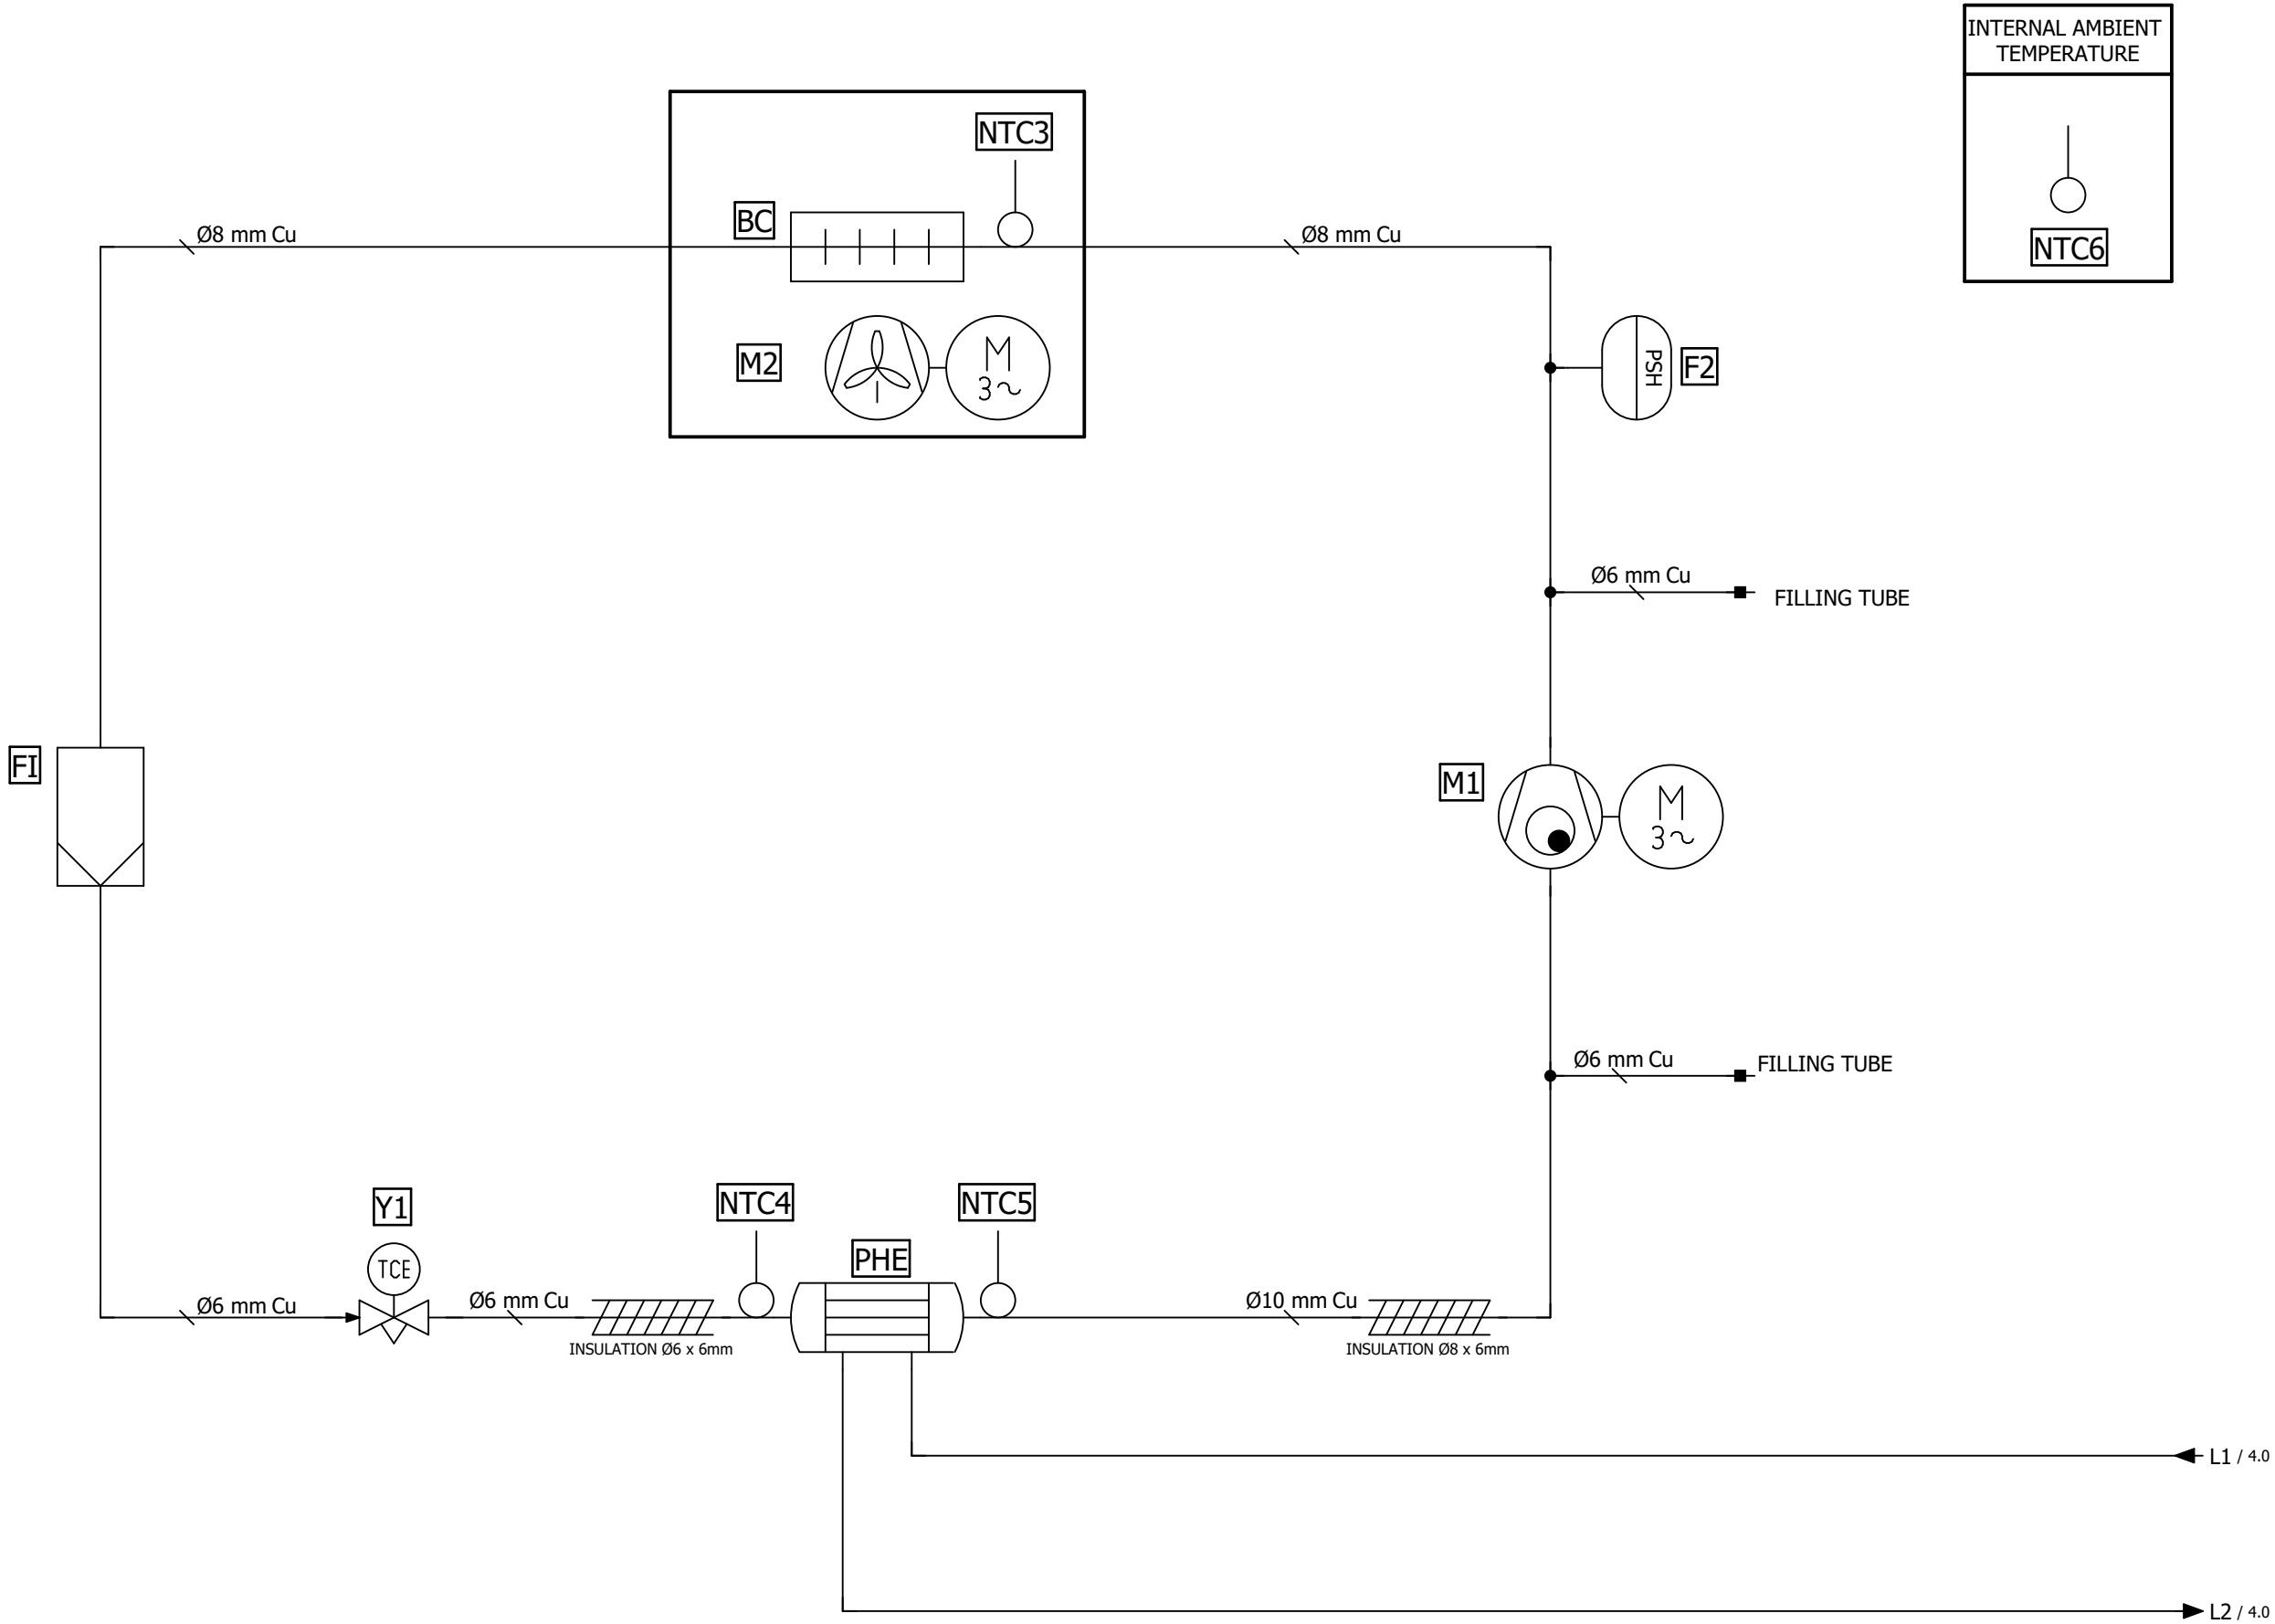 INTERNAL AMBIENT
TEMPERATURE
NTC3
BC
Ø8 mm Cu
Ø8 mm Cu
NTC6
M2
M
3~
PSH
F2
Ø6 mm Cu
FILLING TUBE
FI
M1
M
3~
Ø6 mm Cu
FILLING TUBE
Y1
NTC4
NTC5
PHE
TCE
Ø6 mm Cu
Ø6 mm Cu
Ø10 mm Cu
INSULATION Ø6 x 6mm
INSULATION Ø8 x 6mm
L1 / 4.0
L2 / 4.0